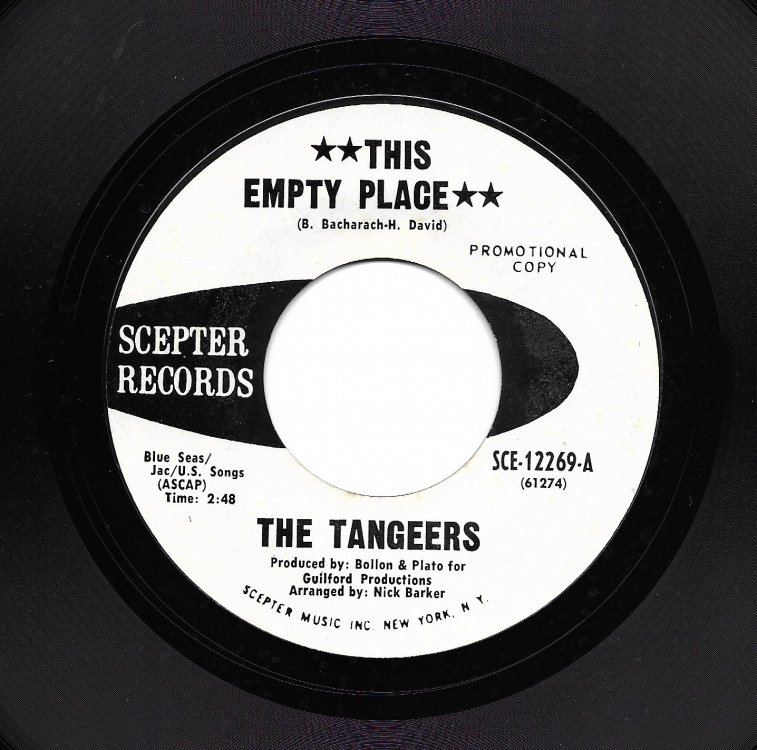 ★★THIS
EMPTY PLACE★★
(B. Bacharach-H. David)
PROMOTIONAL
COPY
SCEPTER
RECORDS
Blue Seas/
Jac/U.S. Songs
(ASCAP)
Time: 2:48
SCE-12269-A
(61274)
THE TANGEERS
Produced by: Bollon & Plato for
Guilford Productions
Arranged by: Nick Barker
SCEPTER MUSIC INC. NEW YORK, N. Y.